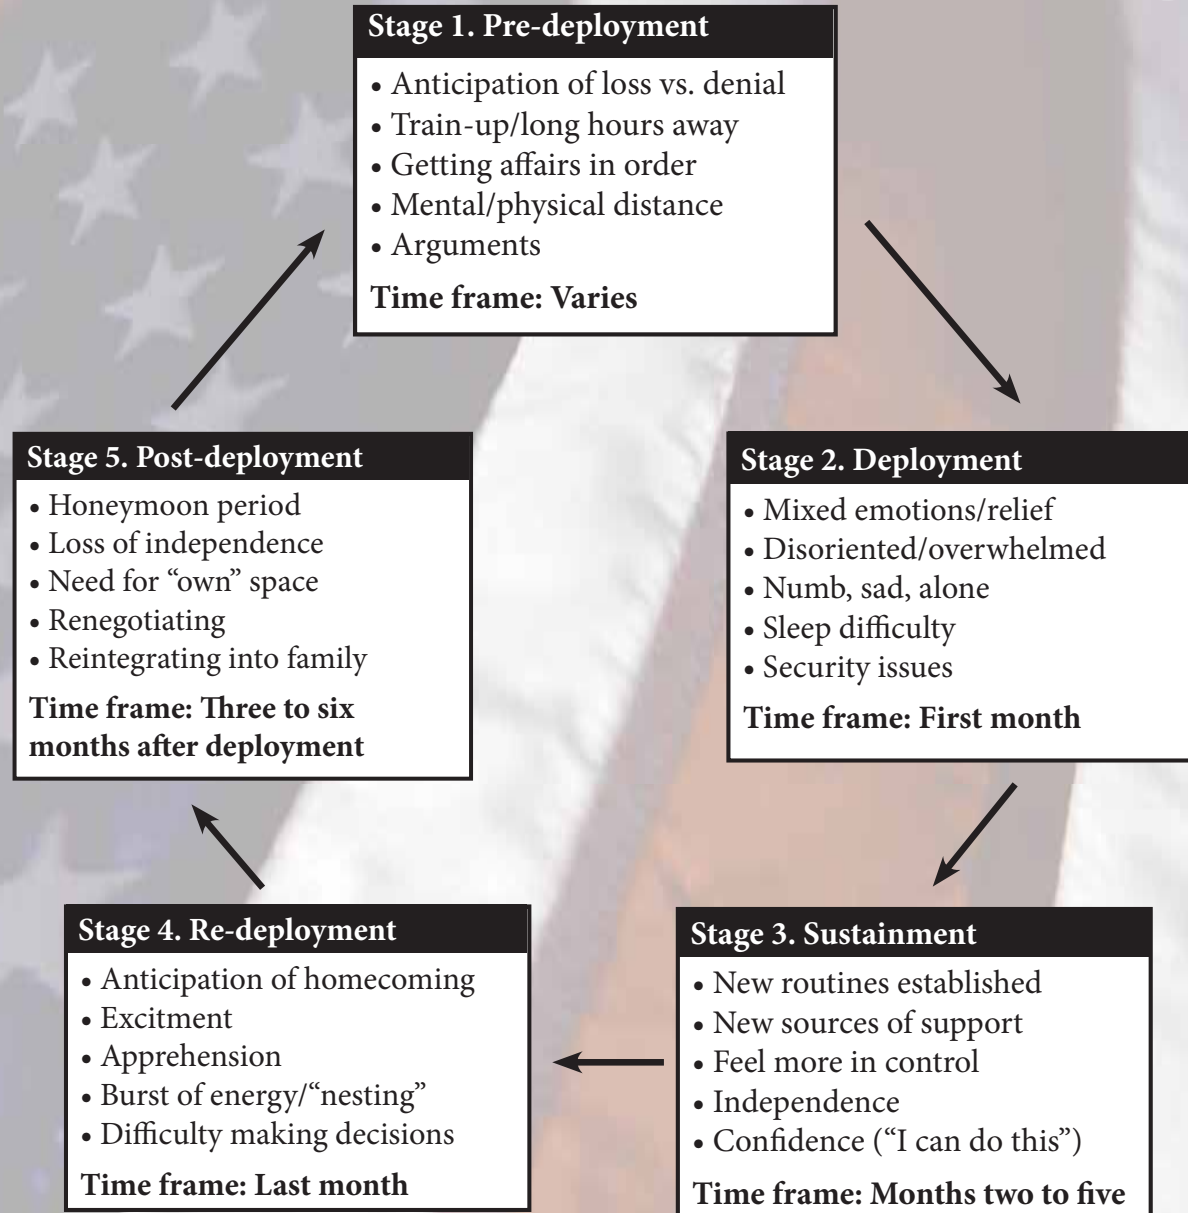 Stage 1. Pre-deployment
• Anticipation of loss vs. denial
• Train-up/long hours away
• Getting affairs in order
• Mental/physical distance
• Arguments
Time frame: Varies
Stage 2. Deployment
• Mixed emotions/relief
• Disoriented/overwhelmed
• Numb, sad, alone
• Sleep difficulty
• Security issues
Time frame: First month
Stage 3. Sustainment
• New routines established
• New sources of support
• Feel more in control
• Independence
• Confidence (“I can do this”)
Time frame: Months two to five
Stage 4. Re-deployment
• Anticipation of homecoming
• Excitment
• Apprehension
• Burst of energy/“nesting”
• Difficulty making decisions
Time frame: Last month
Stage 5. Post-deployment
• Honeymoon period
• Loss of independence
• Need for “own” space
• Renegotiating
• Reintegrating into family
Time frame: Three to six
months after deployment